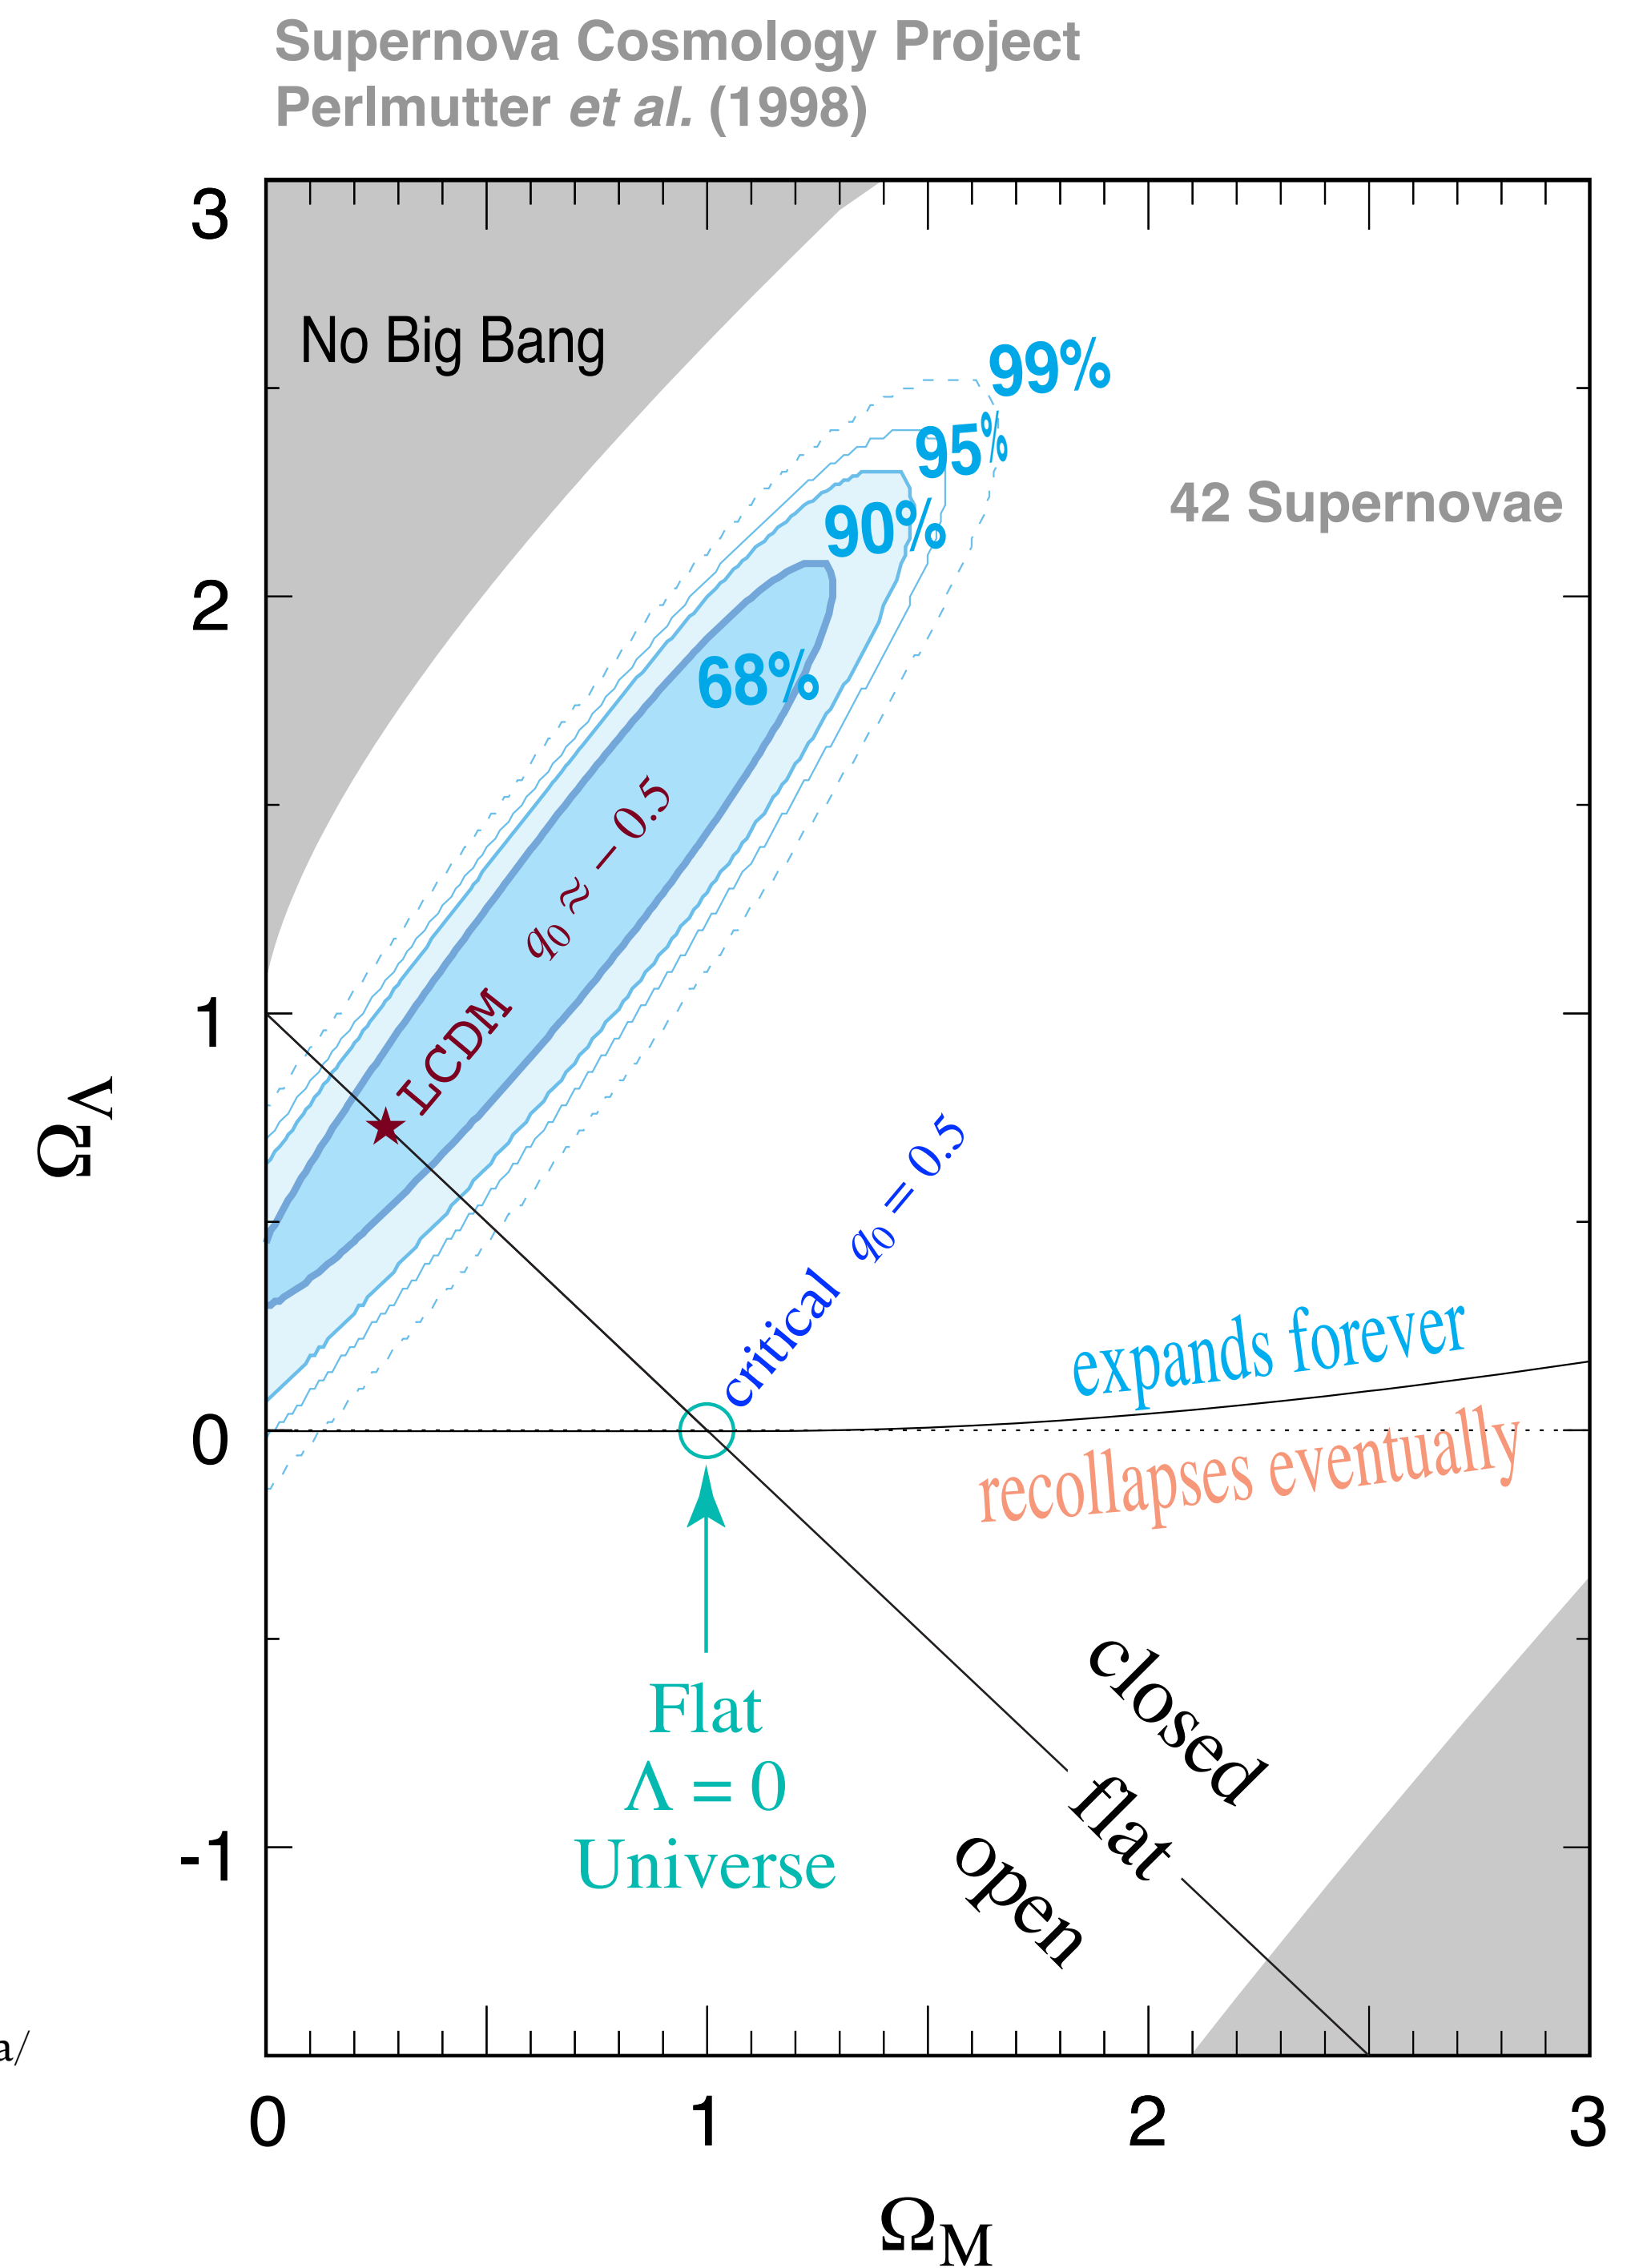 Supernova Cosmology Project
Perlmutter et al. (1998)
3
No Big Bang
99%
95%
42 Supernovae
90%
2
68%
LCDM q₀ ≈ − 0.5
1
Ω_Λ
critical q₀ = 0.5
expands forever
0
recollapses eventually
closed
Flat
Λ = 0
Universe
flat
-1
open
a/
0 1 2 3
Ω_M